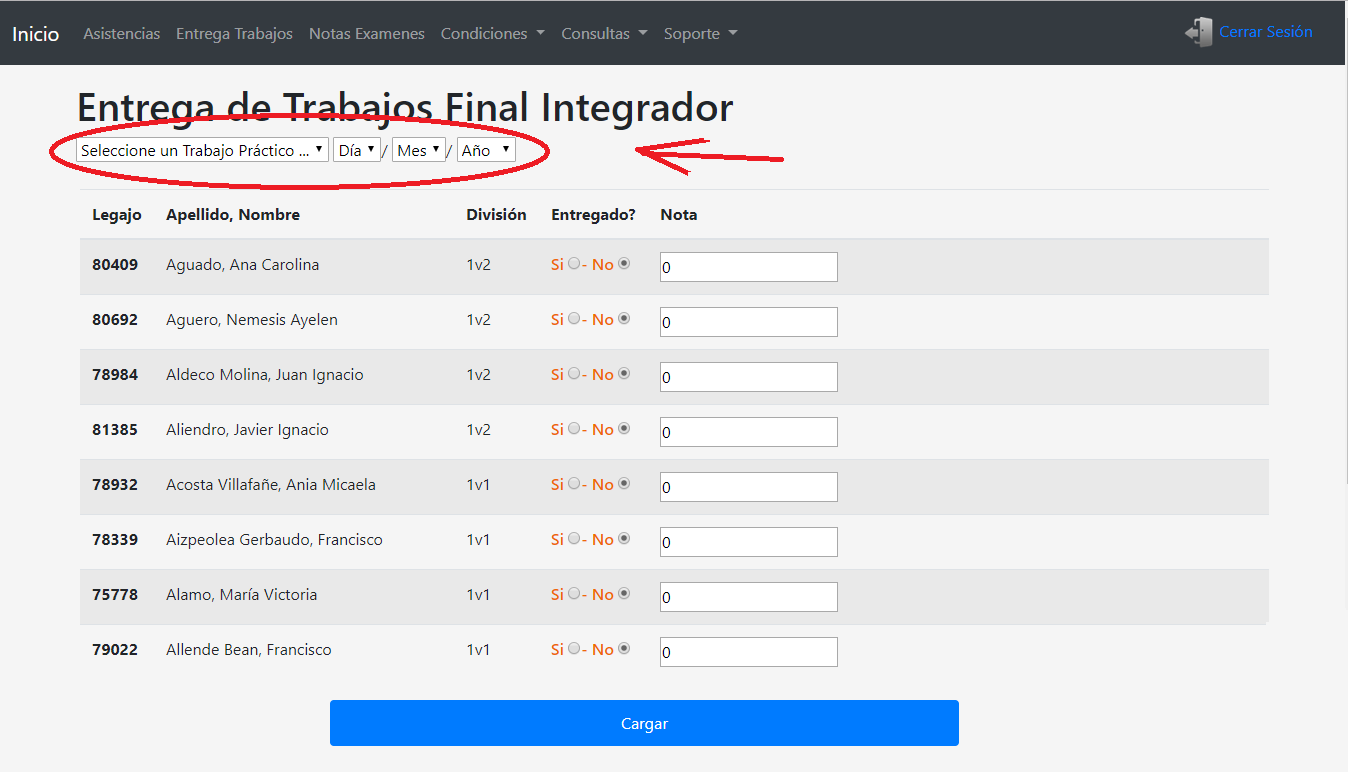 Inicio Asistencias Entrega Trabajos Notas Examenes Condiciones Consultas Soporte Cerrar Sesión
Entrega de Trabajos Final Integrador
Seleccione un Trabajo Práctico ... Día / Mes / Año
Legajo Apellido, Nombre División Entregado? Nota
80409 Aguado, Ana Carolina 1v2 Si - No 0
80692 Aguero, Nemesis Ayelen 1v2 Si - No 0
78984 Aldeco Molina, Juan Ignacio 1v2 Si - No 0
81385 Aliendro, Javier Ignacio 1v2 Si - No 0
78932 Acosta Villafañe, Ania Micaela 1v1 Si - No 0
78339 Aizpeolea Gerbaudo, Francisco 1v1 Si - No 0
75778 Alamo, María Victoria 1v1 Si - No 0
79022 Allende Bean, Francisco 1v1 Si - No 0
Cargar